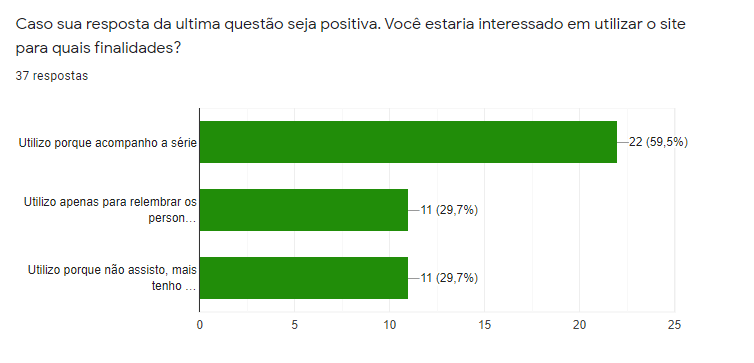 Caso sua resposta da ultima questão seja positiva. Você estaria interessado em utilizar o site
para quais finalidades?
37 respostas
Utilizo porque acompanho a série
22 (59,5%)
Utilizo apenas para relembrar os
person…
11 (29,7%)
Utilizo porque não assisto, mais
tenho …
11 (29,7%)
0 5 10 15 20 25